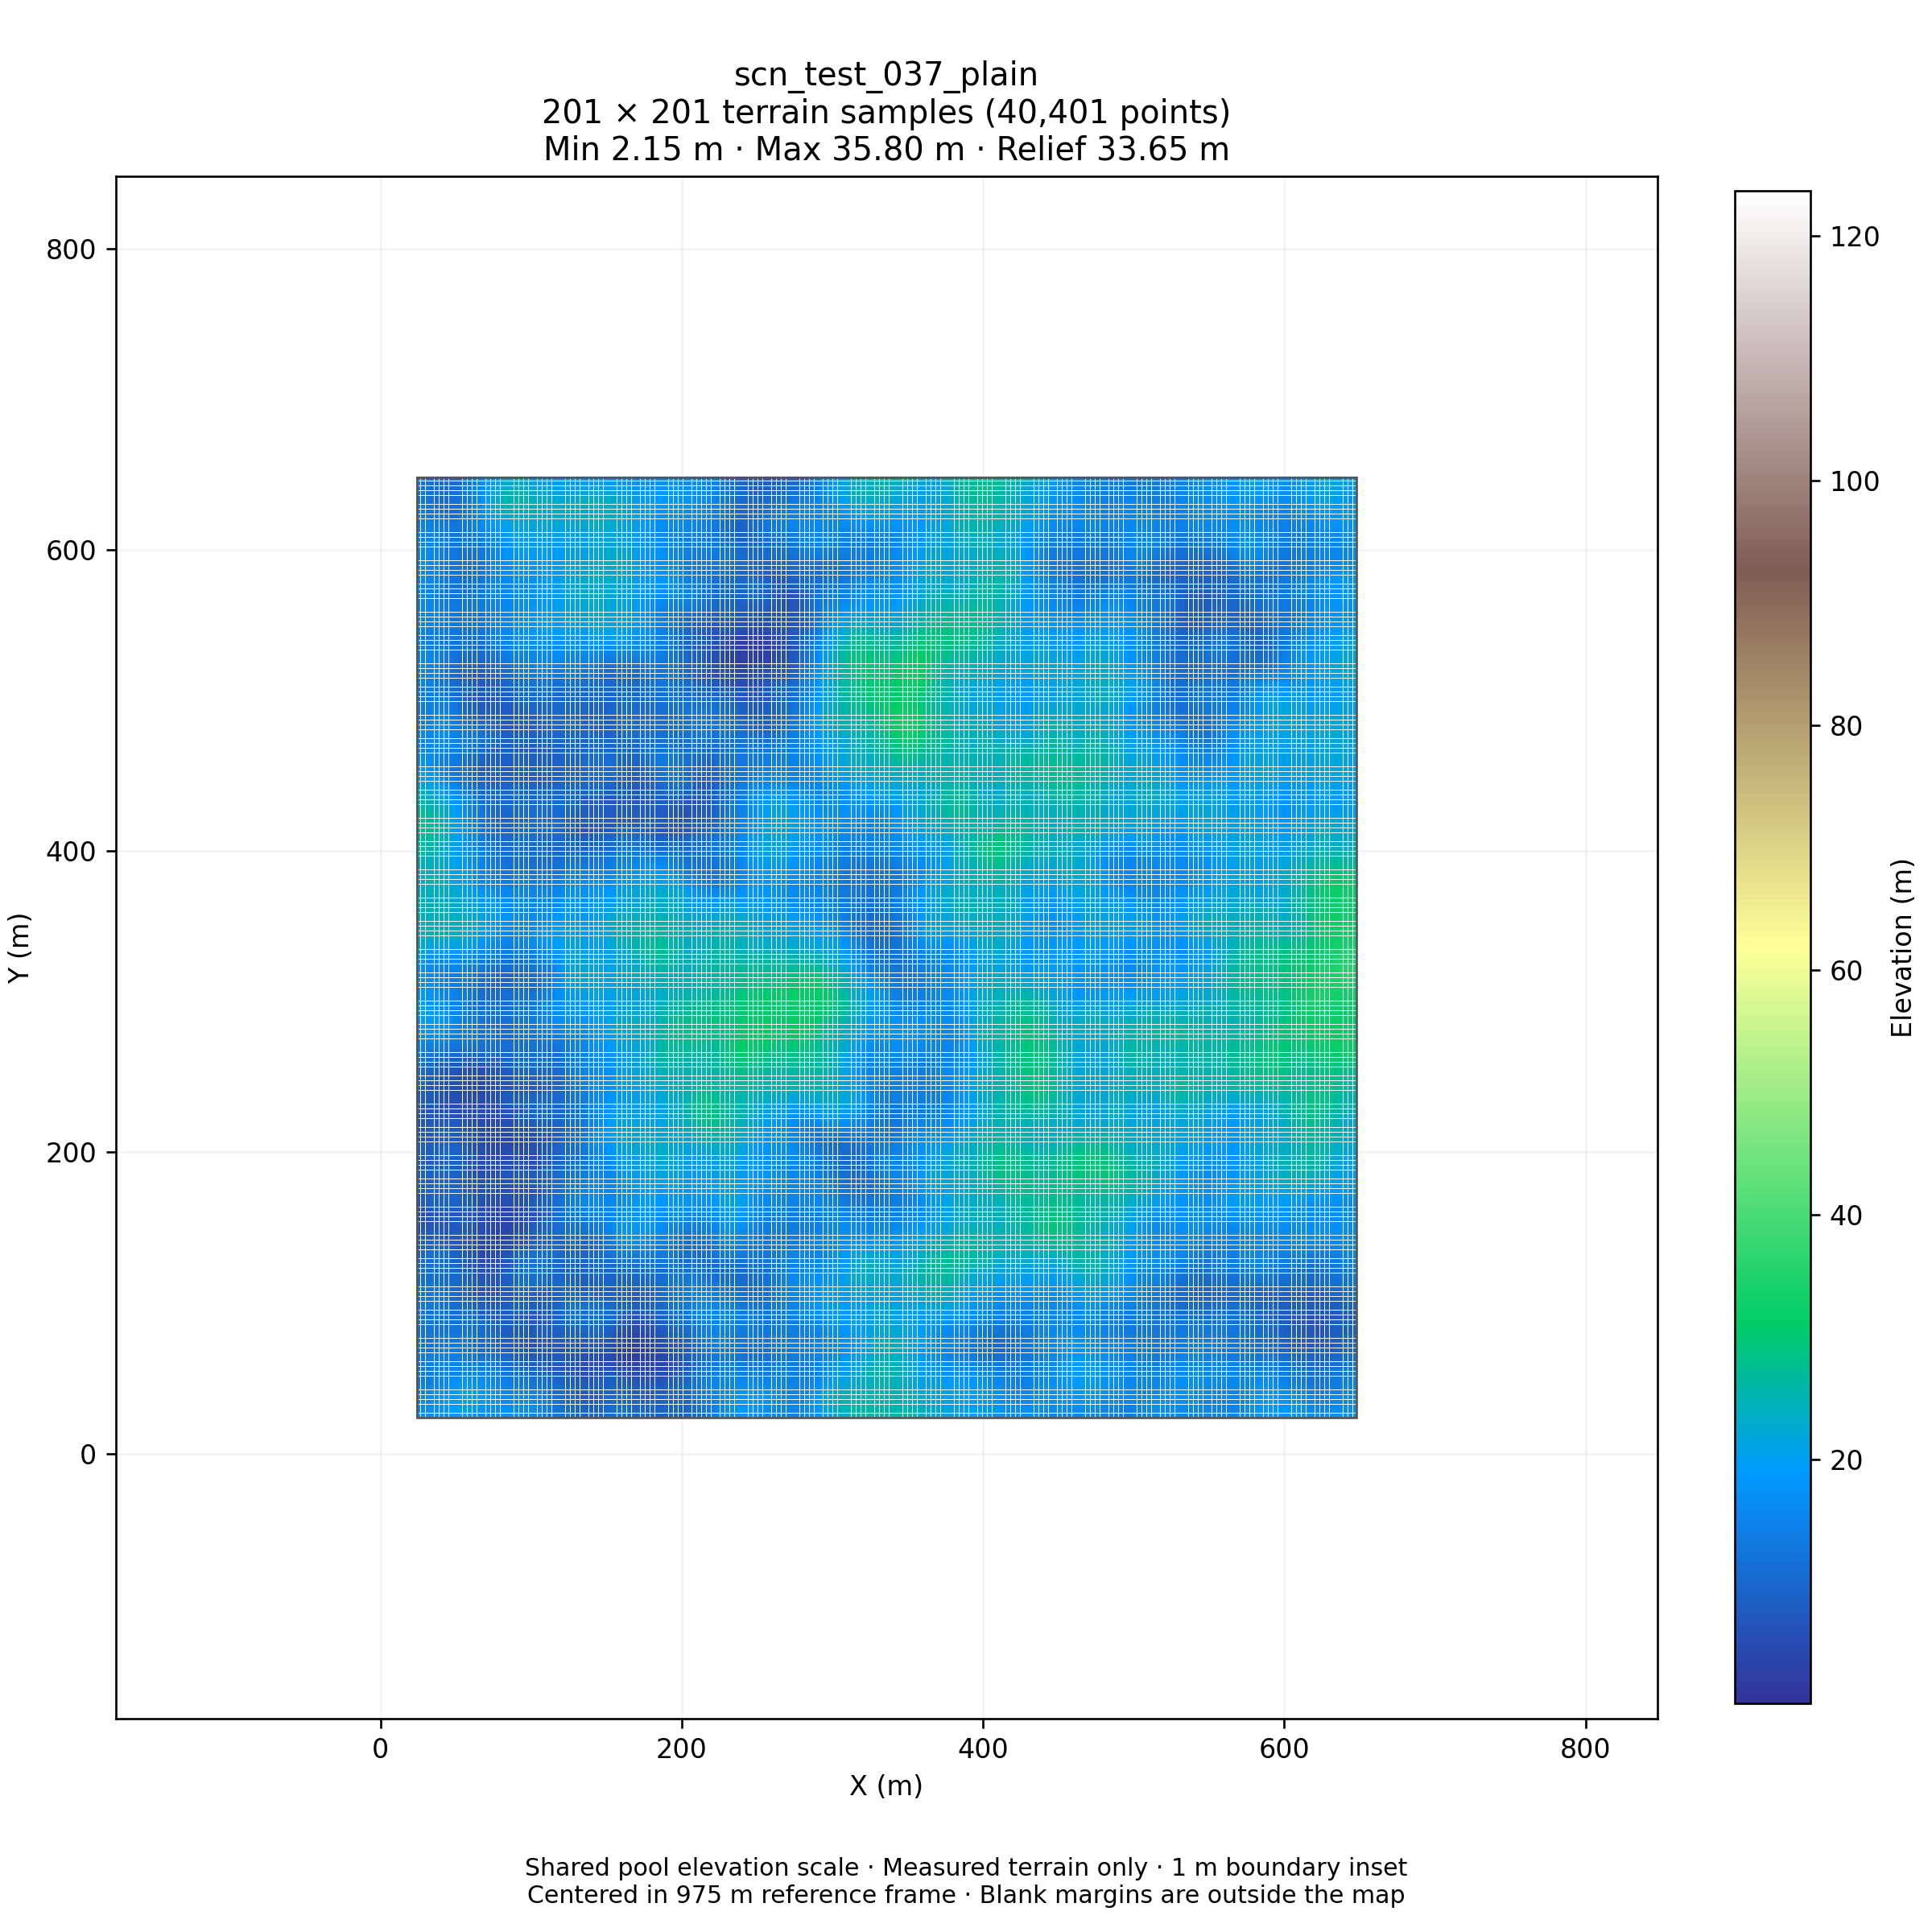 scn_test_037_plain
201 × 201 terrain samples (40,401 points)
Min 2.15 m · Max 35.80 m · Relief 33.65 m
800
600
400
200
0
Y (m)
0
200
400
600
800
X (m)
120
100
80
60
40
20
Elevation (m)
Shared pool elevation scale · Measured terrain only · 1 m boundary inset
Centered in 975 m reference frame · Blank margins are outside the map